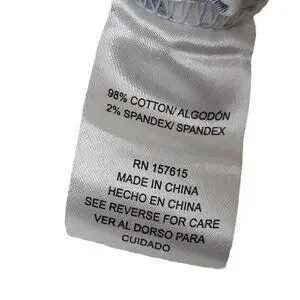 98% COTTON/ ALGODÓN
2% SPANDEX/ SPANDEX
RN 157615
MADE IN CHINA
HECHO EN CHINA
SEE REVERSE FOR CARE
VER AL DORSO PARA
CUIDADO